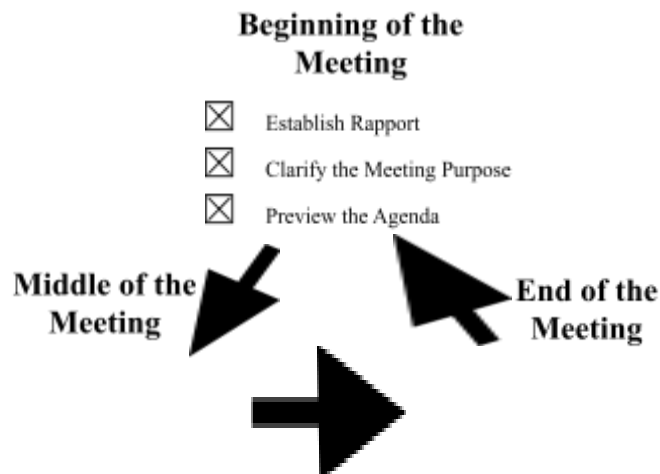 Beginning of the
Meeting
Establish Rapport
Clarify the Meeting Purpose
Preview the Agenda
Middle of the
Meeting
End of the
Meeting